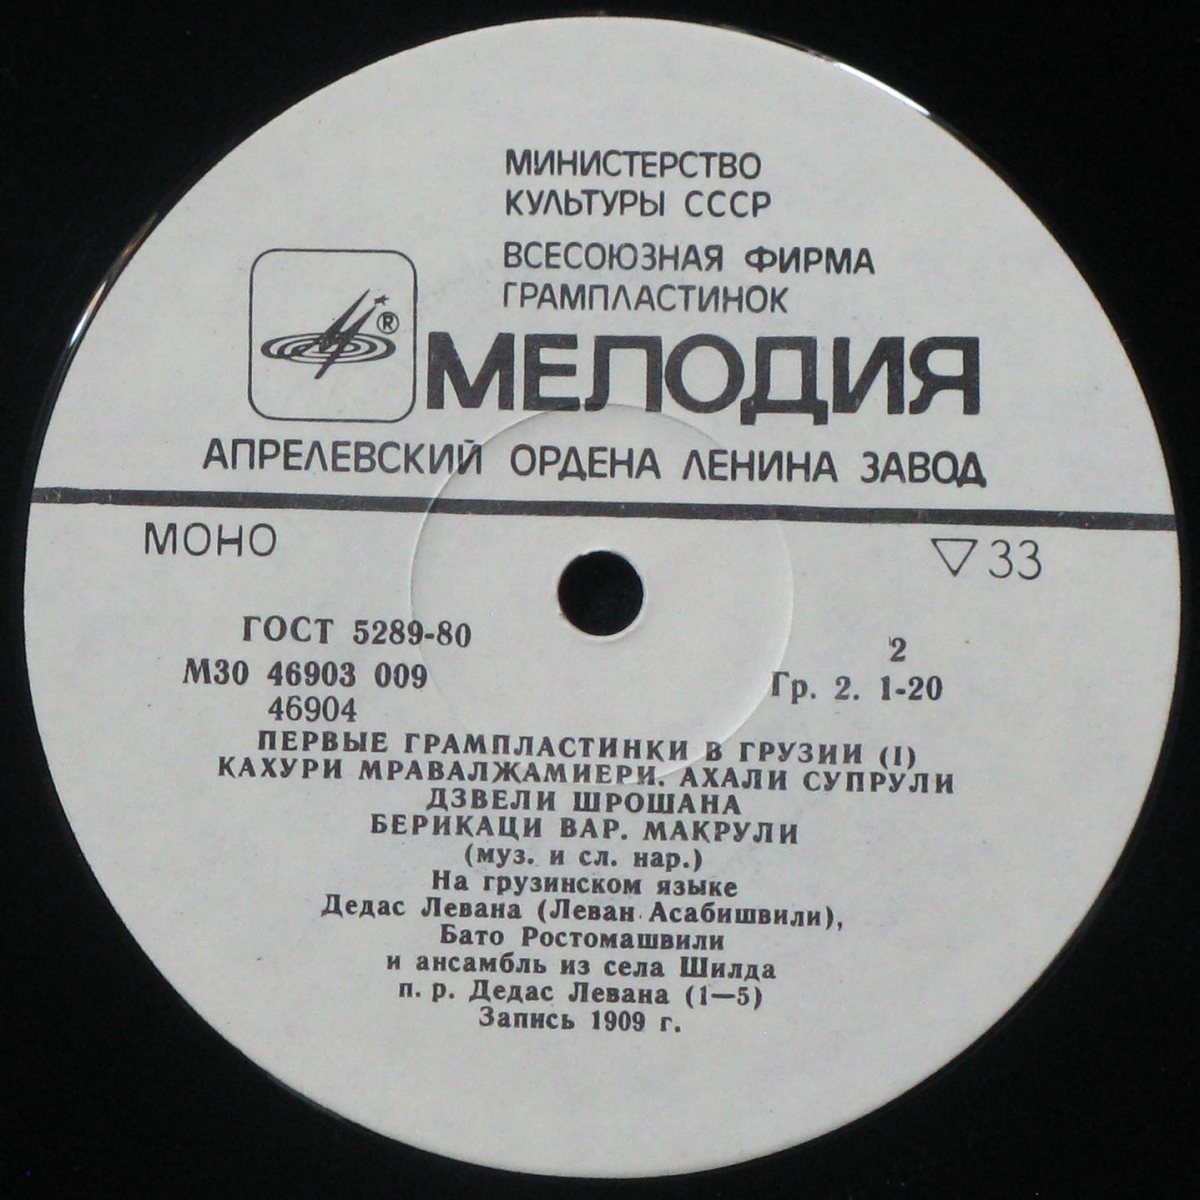 МИНИСТЕРСТВО
КУЛЬТУРЫ СССР
ВСЕСОЮЗНАЯ ФИРМА
ГРАМПЛАСТИНОК
®
МЕЛОДИЯ
АПРЕЛЕВСКИЙ ОРДЕНА ЛЕНИНА ЗАВОД
МОНО
▽33
ГОСТ 5289-80
М30 46903 009
46904
2
Гр. 2. 1-20
ПЕРВЫЕ ГРАМПЛАСТИНКИ В ГРУЗИИ (I)
КАХУРИ МРАВАЛЖАМИЕРИ. АХАЛИ СУПРУЛИ
ДЗВЕЛИ ШРОШАНА
БЕРИКАЦИ ВАР. МАКРУЛИ
(муз. и сл. нар.)
На грузинском языке
Дедас Левана (Леван Асабишвили),
Бато Ростомашвили
и ансамбль из села Шилда
п. р. Дедас Левана (1—5)
Запись 1909 г.